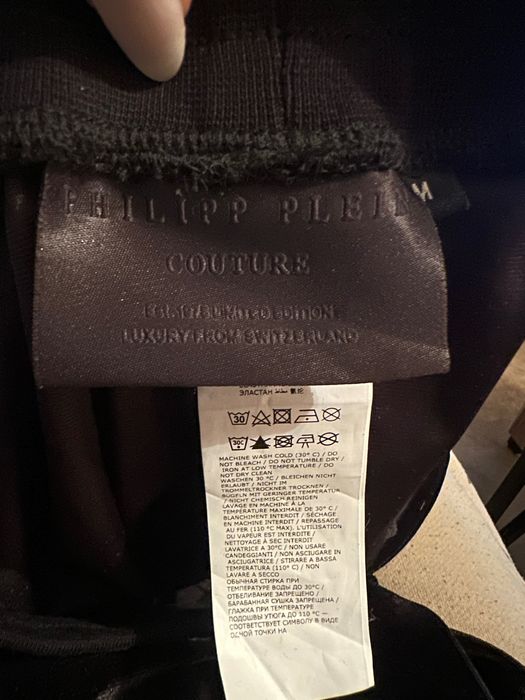 PHILIPP PLEIN
M
COUTURE
LIMITED EDITION
LUXURY FROM SWITZERLAND
ЭЛАСТАН
30
30°C
MACHINE WASH COLD (30° C) / DO
NOT BLEACH / DO NOT TUMBLE DRY /
IRON AT LOW TEMPERATURE / DO
NOT DRY CLEAN
WASCHEN 30 °C / BLEICHEN NICHT
ERLAUBT / NICHT IM
TROMMELTROCKNER TROCKNEN /
BÜGELN MIT GERINGER TEMPERATUR
/ NICHT CHEMISCH REINIGEN
LAVAGE EN MACHINE À LA
TEMPÉRATURE MAXIMALE DE 30° C /
BLANCHIMENT INTERDIT / SÉCHAGE
EN MACHINE INTERDIT / REPASSAGE
AU FER (110 °C MAX). L'UTILISATION
DU VAPEUR EST INTERDITE /
NETTOYAGE À SEC INTERDIT
LAVATRICE A 30°C / NON USARE
CANDEGGIANTI / NON ASCIUGARE IN
ASCIUGATRICE / STIRARE A BASSA
TEMPERATURA (110° C) / NON
LAVARE A SECCO
ОБЫЧНАЯ СТИРКА ПРИ
ТЕМПЕРАТУРЕ ВОДЫ ДО 30°C /
ОТБЕЛИВАНИЕ ЗАПРЕЩЕНО /
БАРАБАННАЯ СУШКА ЗАПРЕЩЕНА /
ГЛАЖКА ПРИ ТЕМПЕРАТУРЕ
ПОДОШВЫ УТЮГА ДО 110 °C —
СООТВЕТСТВУЕТ СИМВОЛУ В ВИДЕ
ОДНОЙ ТОЧКИ НА